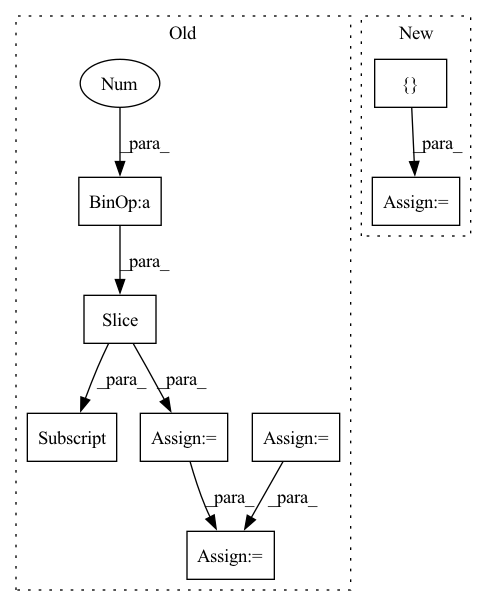 Old
New
Num
{}
_para_
_para_
BinOp:a
Assign:=
_para_
Slice
_para_
_para_
Subscript
Assign:=
Assign:=
_para_
_para_
Assign:=